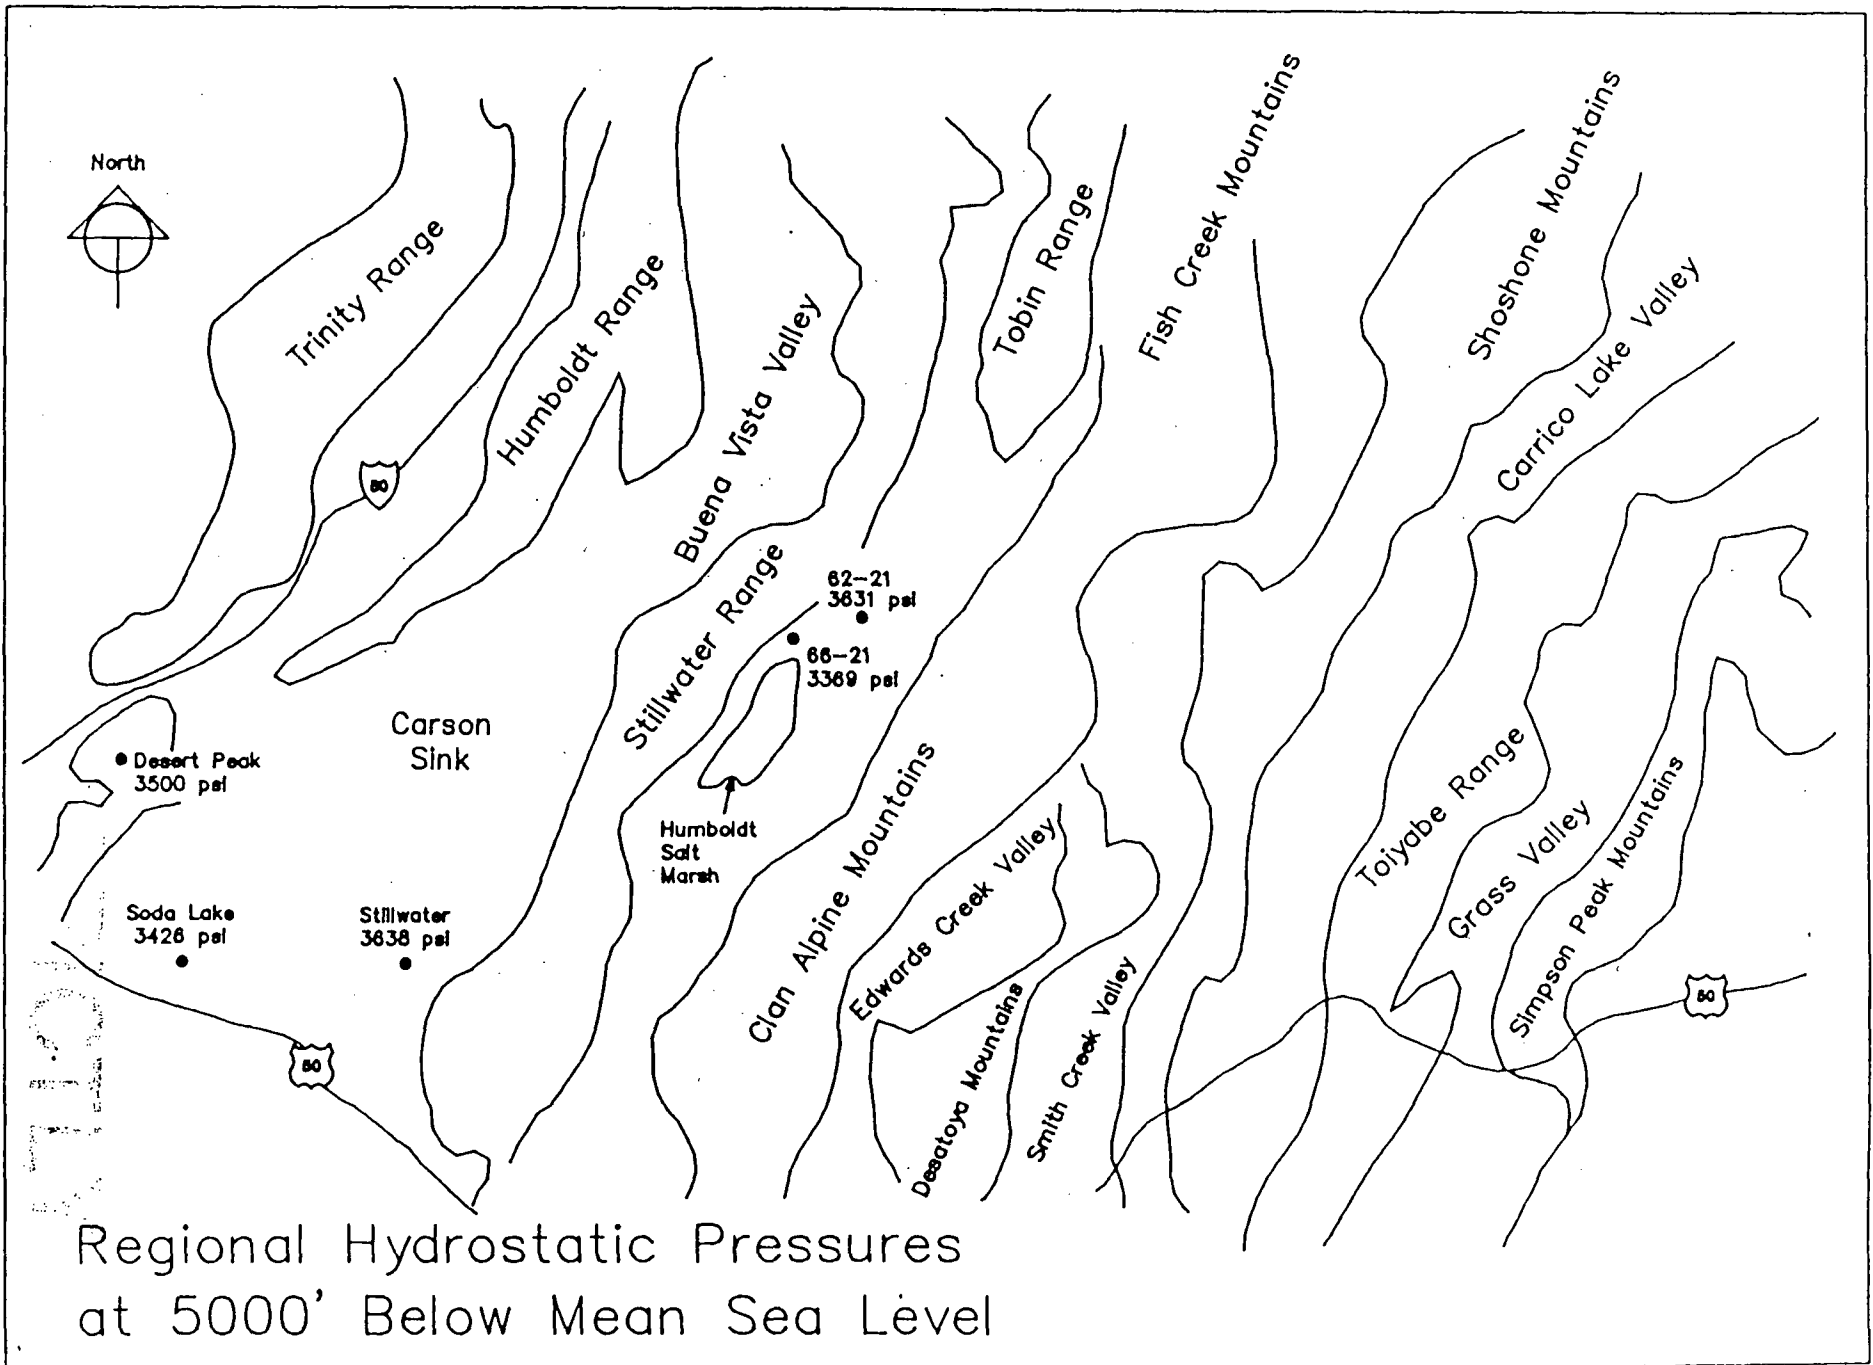 North
Trinity Range
Humboldt Range
Buena Vista Valley
Stillwater Range
Tobin Range
Fish Creek Mountains
Shoshone Mountains
Carrico Lake Valley
80
62-21
3631 psi
66-21
3369 psi
Carson
Sink
Desert Peak
3500 psi
Humboldt
Salt
Marsh
Soda Lake
3426 psi
Stillwater
3638 psi
Clan Alpine Mountains
Edwards Creek Valley
Desatoya Mountains
Smith Creek Valley
Toiyabe Range
Grass Valley
Simpson Peak Mountains
50
50
Regional Hydrostatic Pressures
at 5000' Below Mean Sea Level